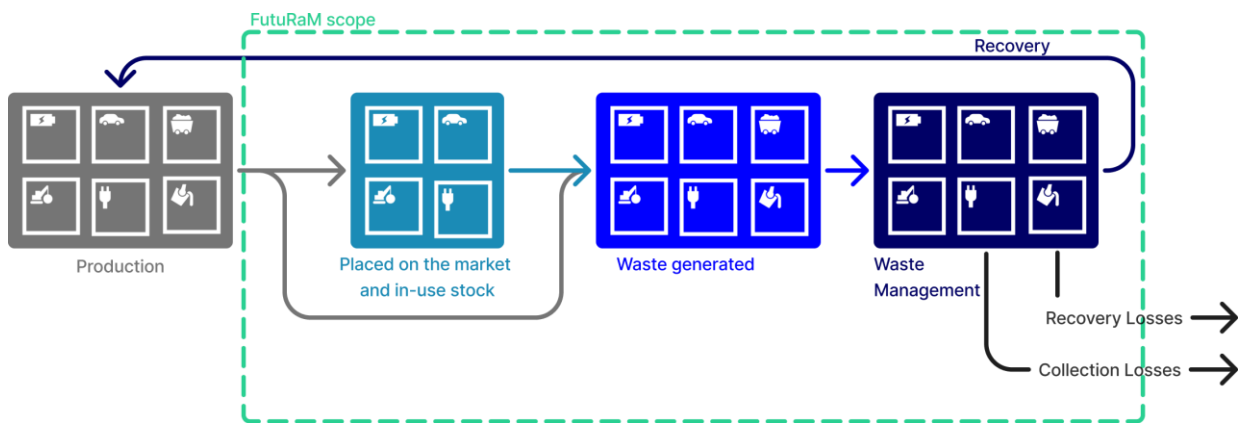 FutuRaM scope
Recovery
Production
Placed on the market
and in-use stock
Waste generated
Waste
Management
Recovery Losses
Collection Losses